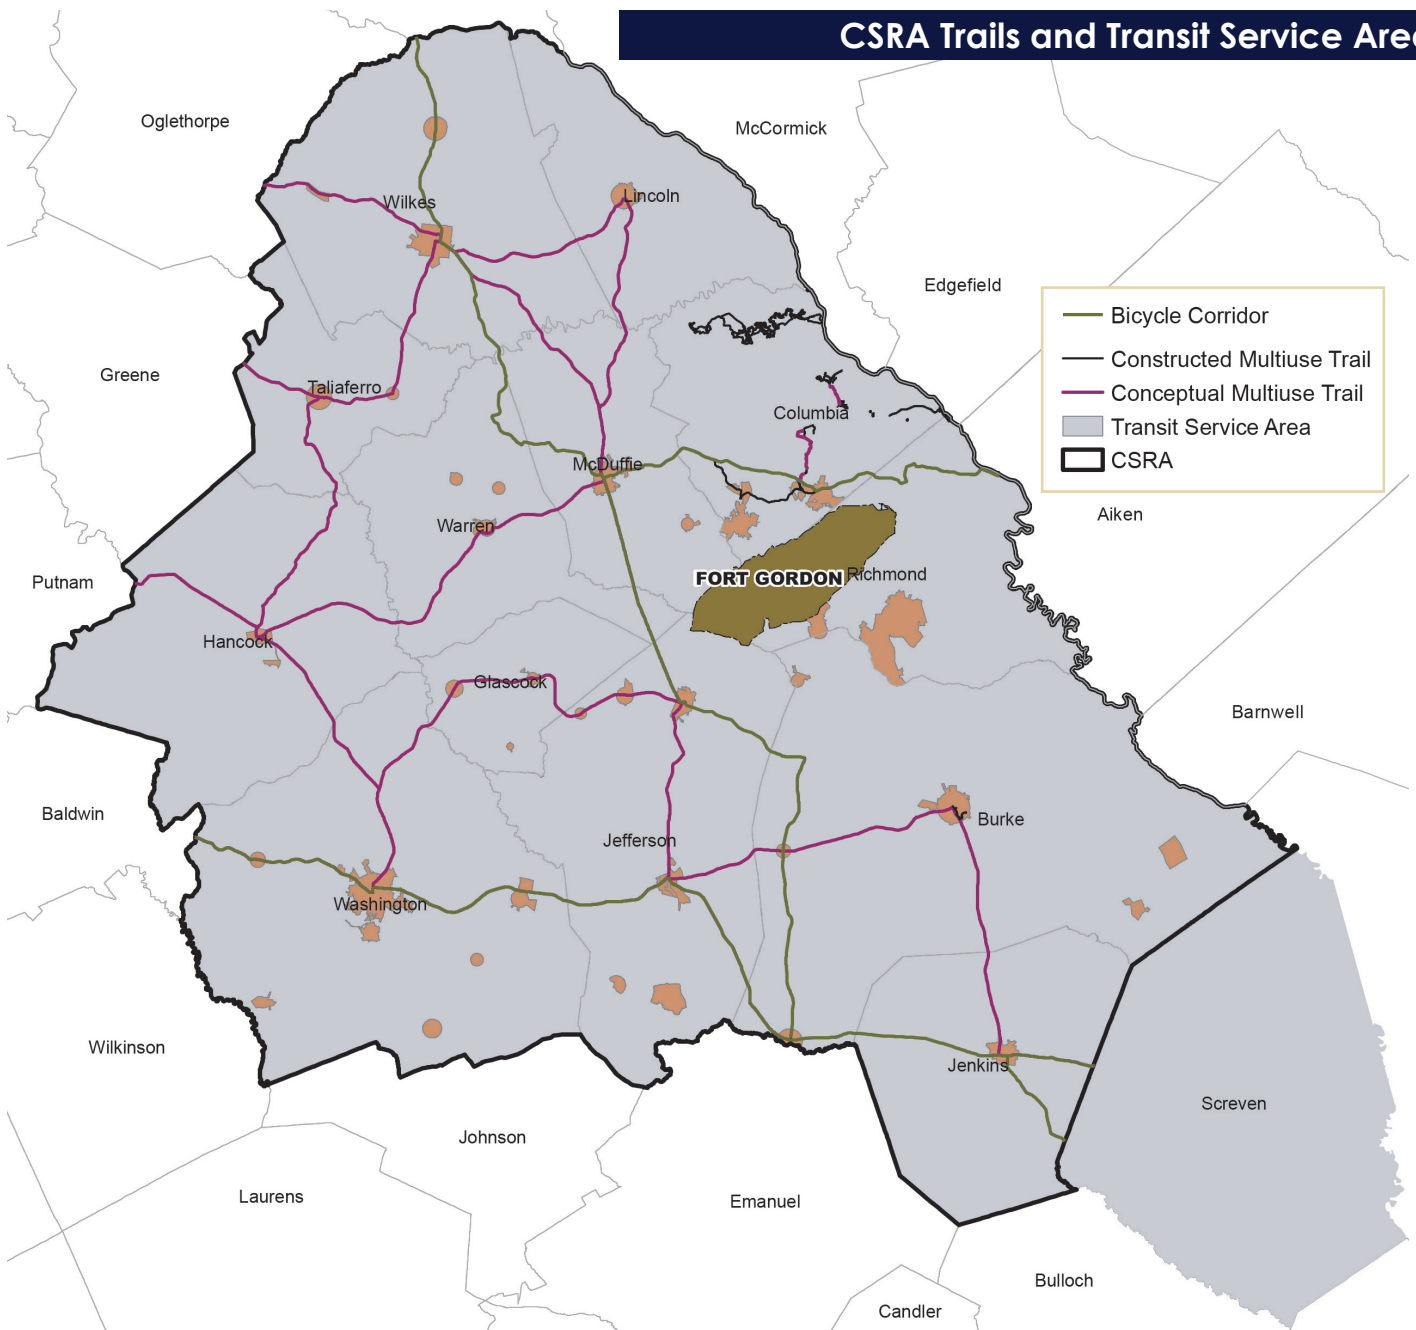 CSRA Trails and Transit Service Are
Oglethorpe
McCormick
Wilkes
Lincoln
Edgefield
Bicycle Corridor
Constructed Multiuse Trail
Conceptual Multiuse Trail
Transit Service Area
CSRA
Greene
Taliaferro
Columbia
McDuffie
Warren
Aiken
Putnam
FORT GORDON
Richmond
Hancock
Glascock
Barnwell
Baldwin
Burke
Jefferson
Washington
Wilkinson
Jenkins
Screven
Johnson
Laurens
Emanuel
Bulloch
Candler